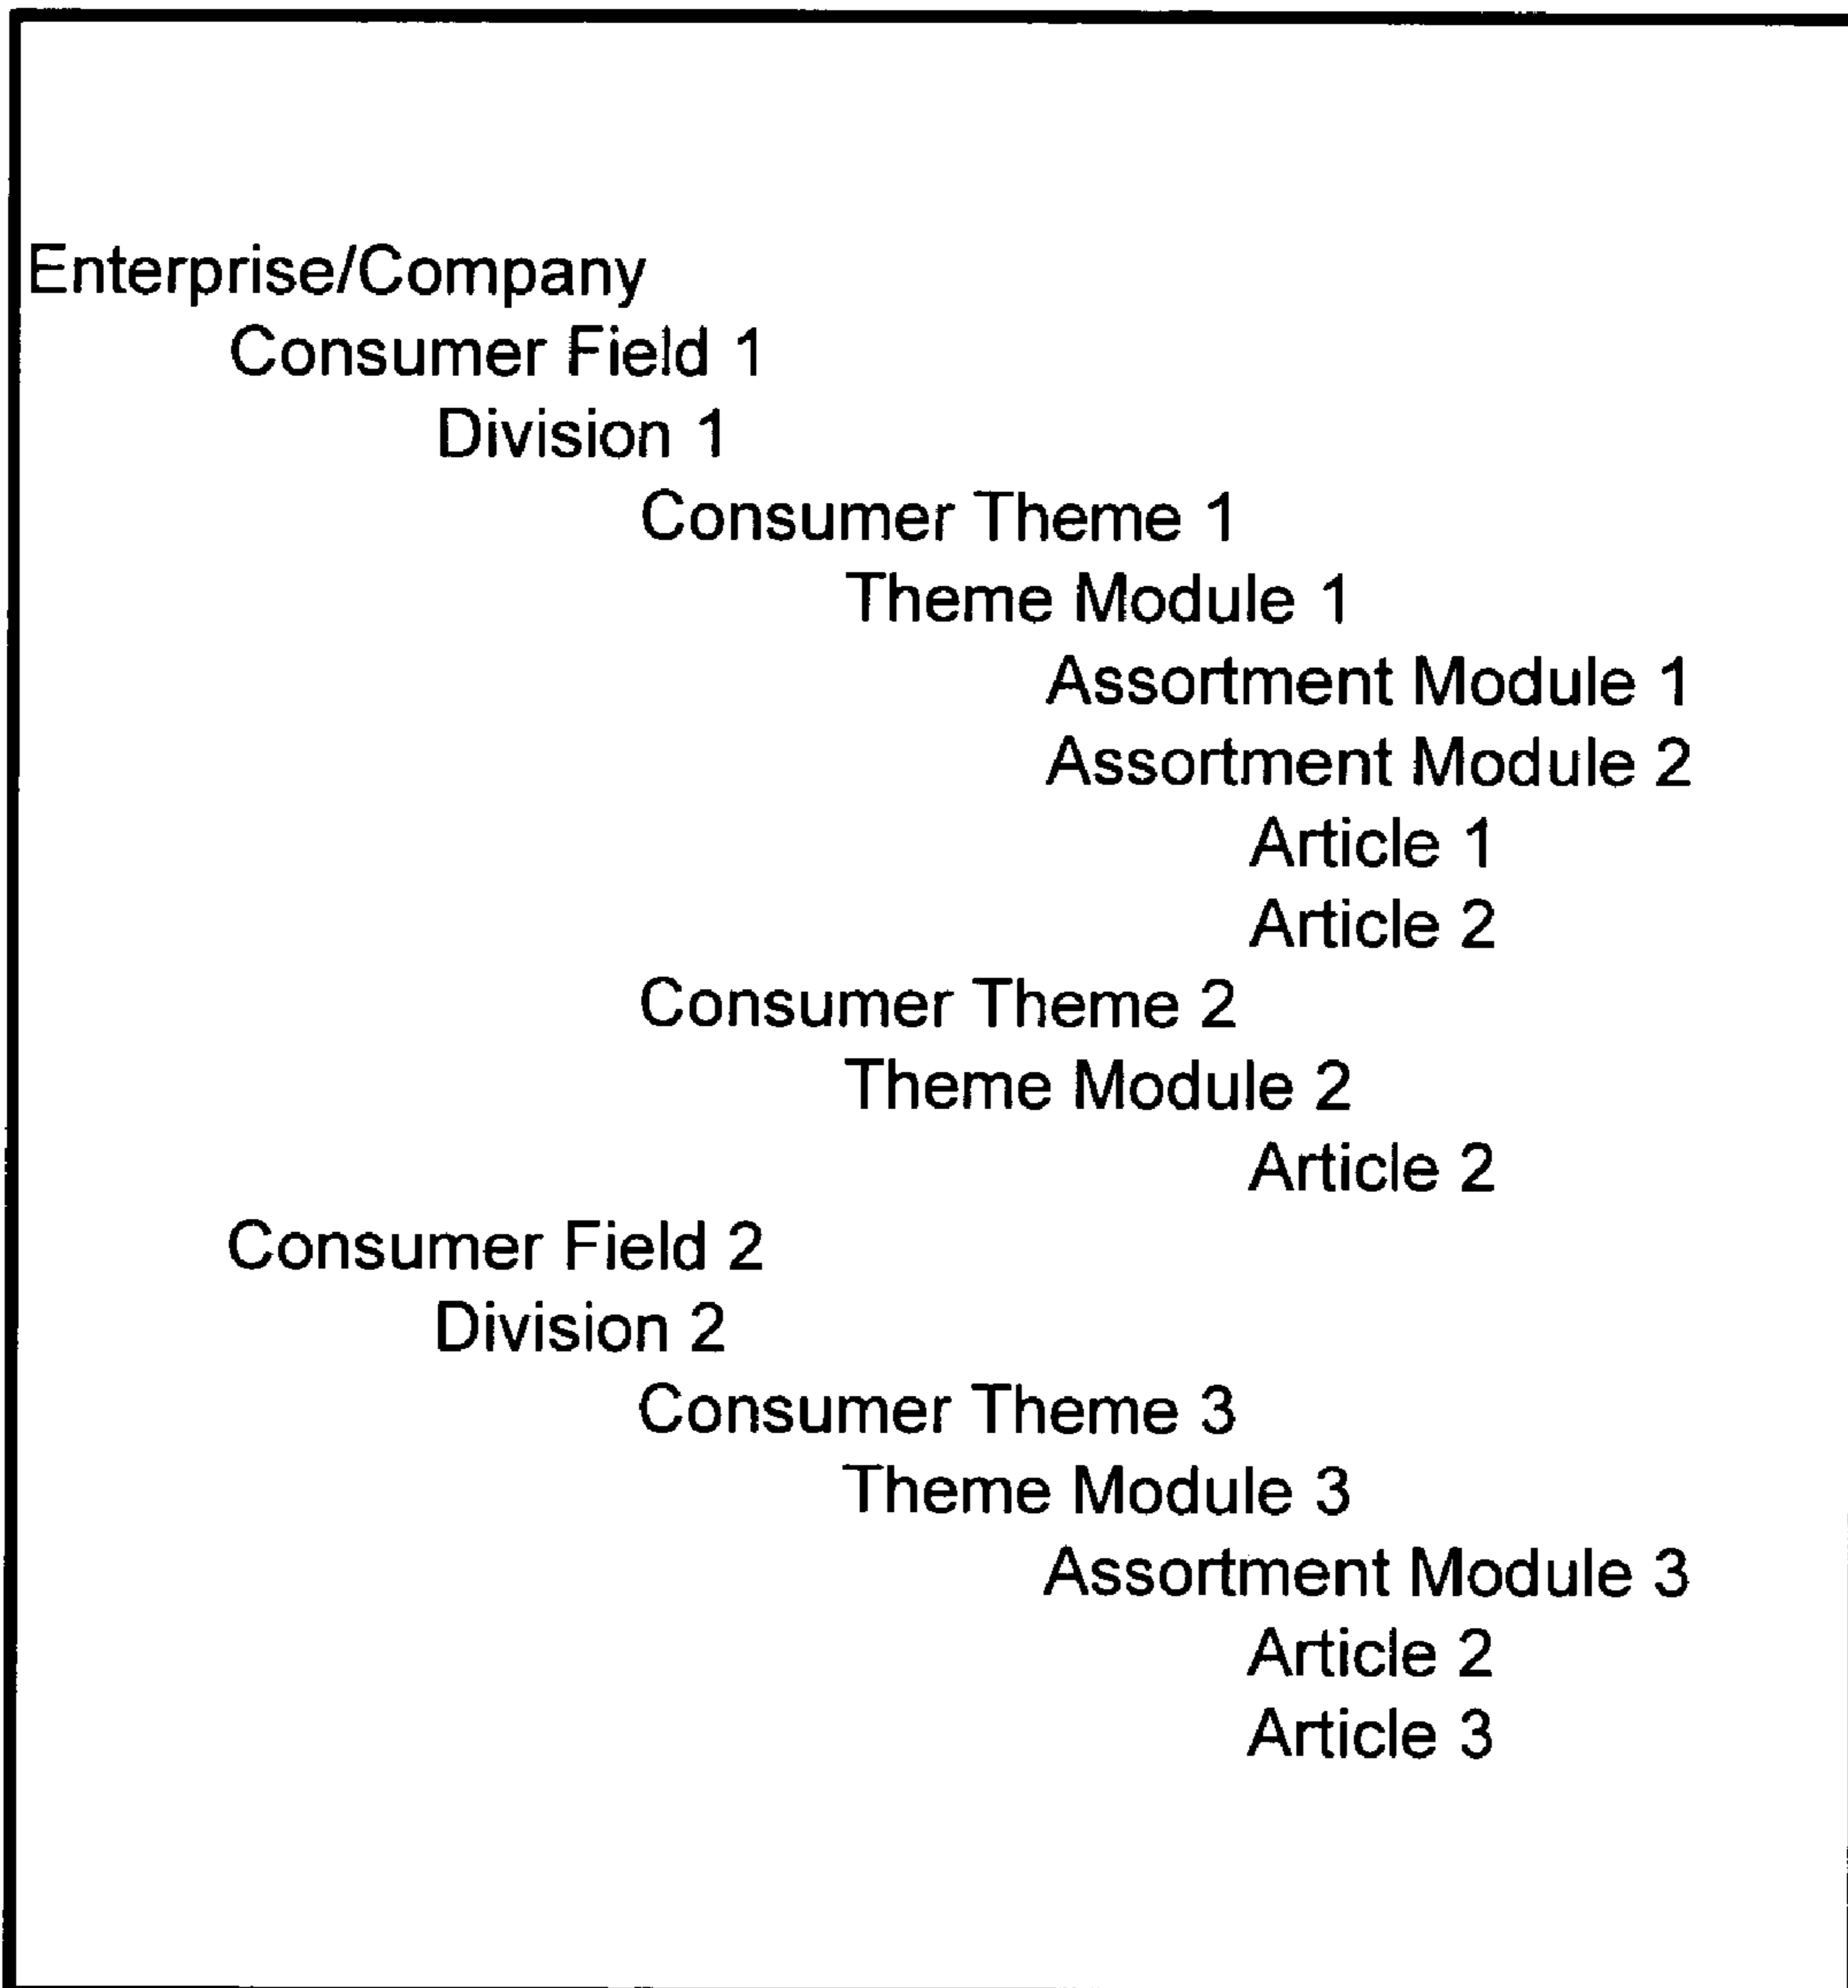 Enterprise/Company
Consumer Field 1
Division 1
Consumer Theme 1
Theme Module 1
Assortment Module 1
Assortment Module 2
Article 1
Article 2
Consumer Theme 2
Theme Module 2
Article 2
Consumer Field 2
Division 2
Consumer Theme 3
Theme Module 3
Assortment Module 3
Article 2
Article 3